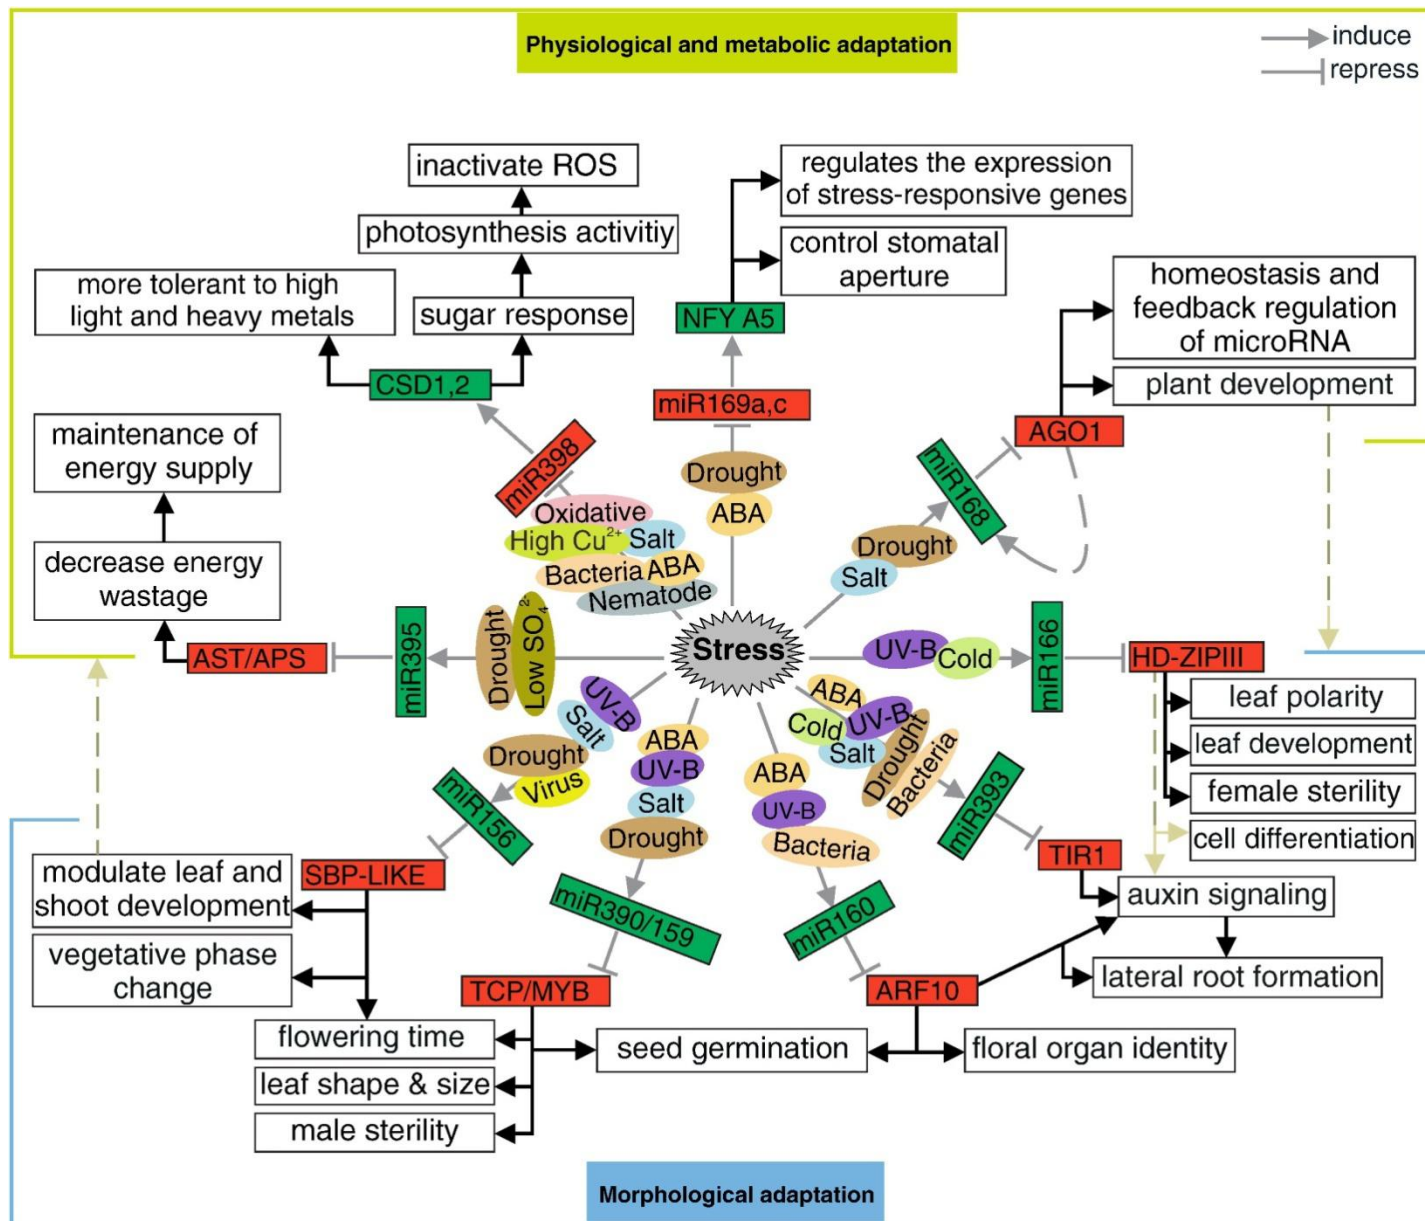 Physiological and metabolic adaptation
induce
repress
inactivate ROS
photosynthesis activitiy
more tolerant to high
light and heavy metals
sugar response
CSD1,2
regulates the expression
of stress-responsive genes
control stomatal
aperture
NFY A5
miR169a,c
homeostasis and
feedback regulation
of microRNA
plant development
AGO1
miR168
maintenance of
energy supply
decrease energy
wastage
AST/APS
miR395
miR398
Oxidative
High Cu²⁺
Salt
Bacteria
ABA
Nematode
Drought
ABA
Drought
Salt
Drought
Low SO₄²⁻
Stress
UV-B
Cold
miR166
HD-ZIPIII
leaf polarity
leaf development
female sterility
cell differentiation
UV-B
Salt
Drought
Virus
miR156
ABA
UV-B
Salt
Drought
miR390/159
ABA
UV-B
Bacteria
miR160
ABA
UV-B
Cold
Salt
Drought
Bacteria
miR393
TIR1
auxin signaling
lateral root formation
SBP-LIKE
modulate leaf and
shoot development
vegetative phase
change
TCP/MYB
ARF10
flowering time
seed germination
floral organ identity
leaf shape & size
male sterility
Morphological adaptation